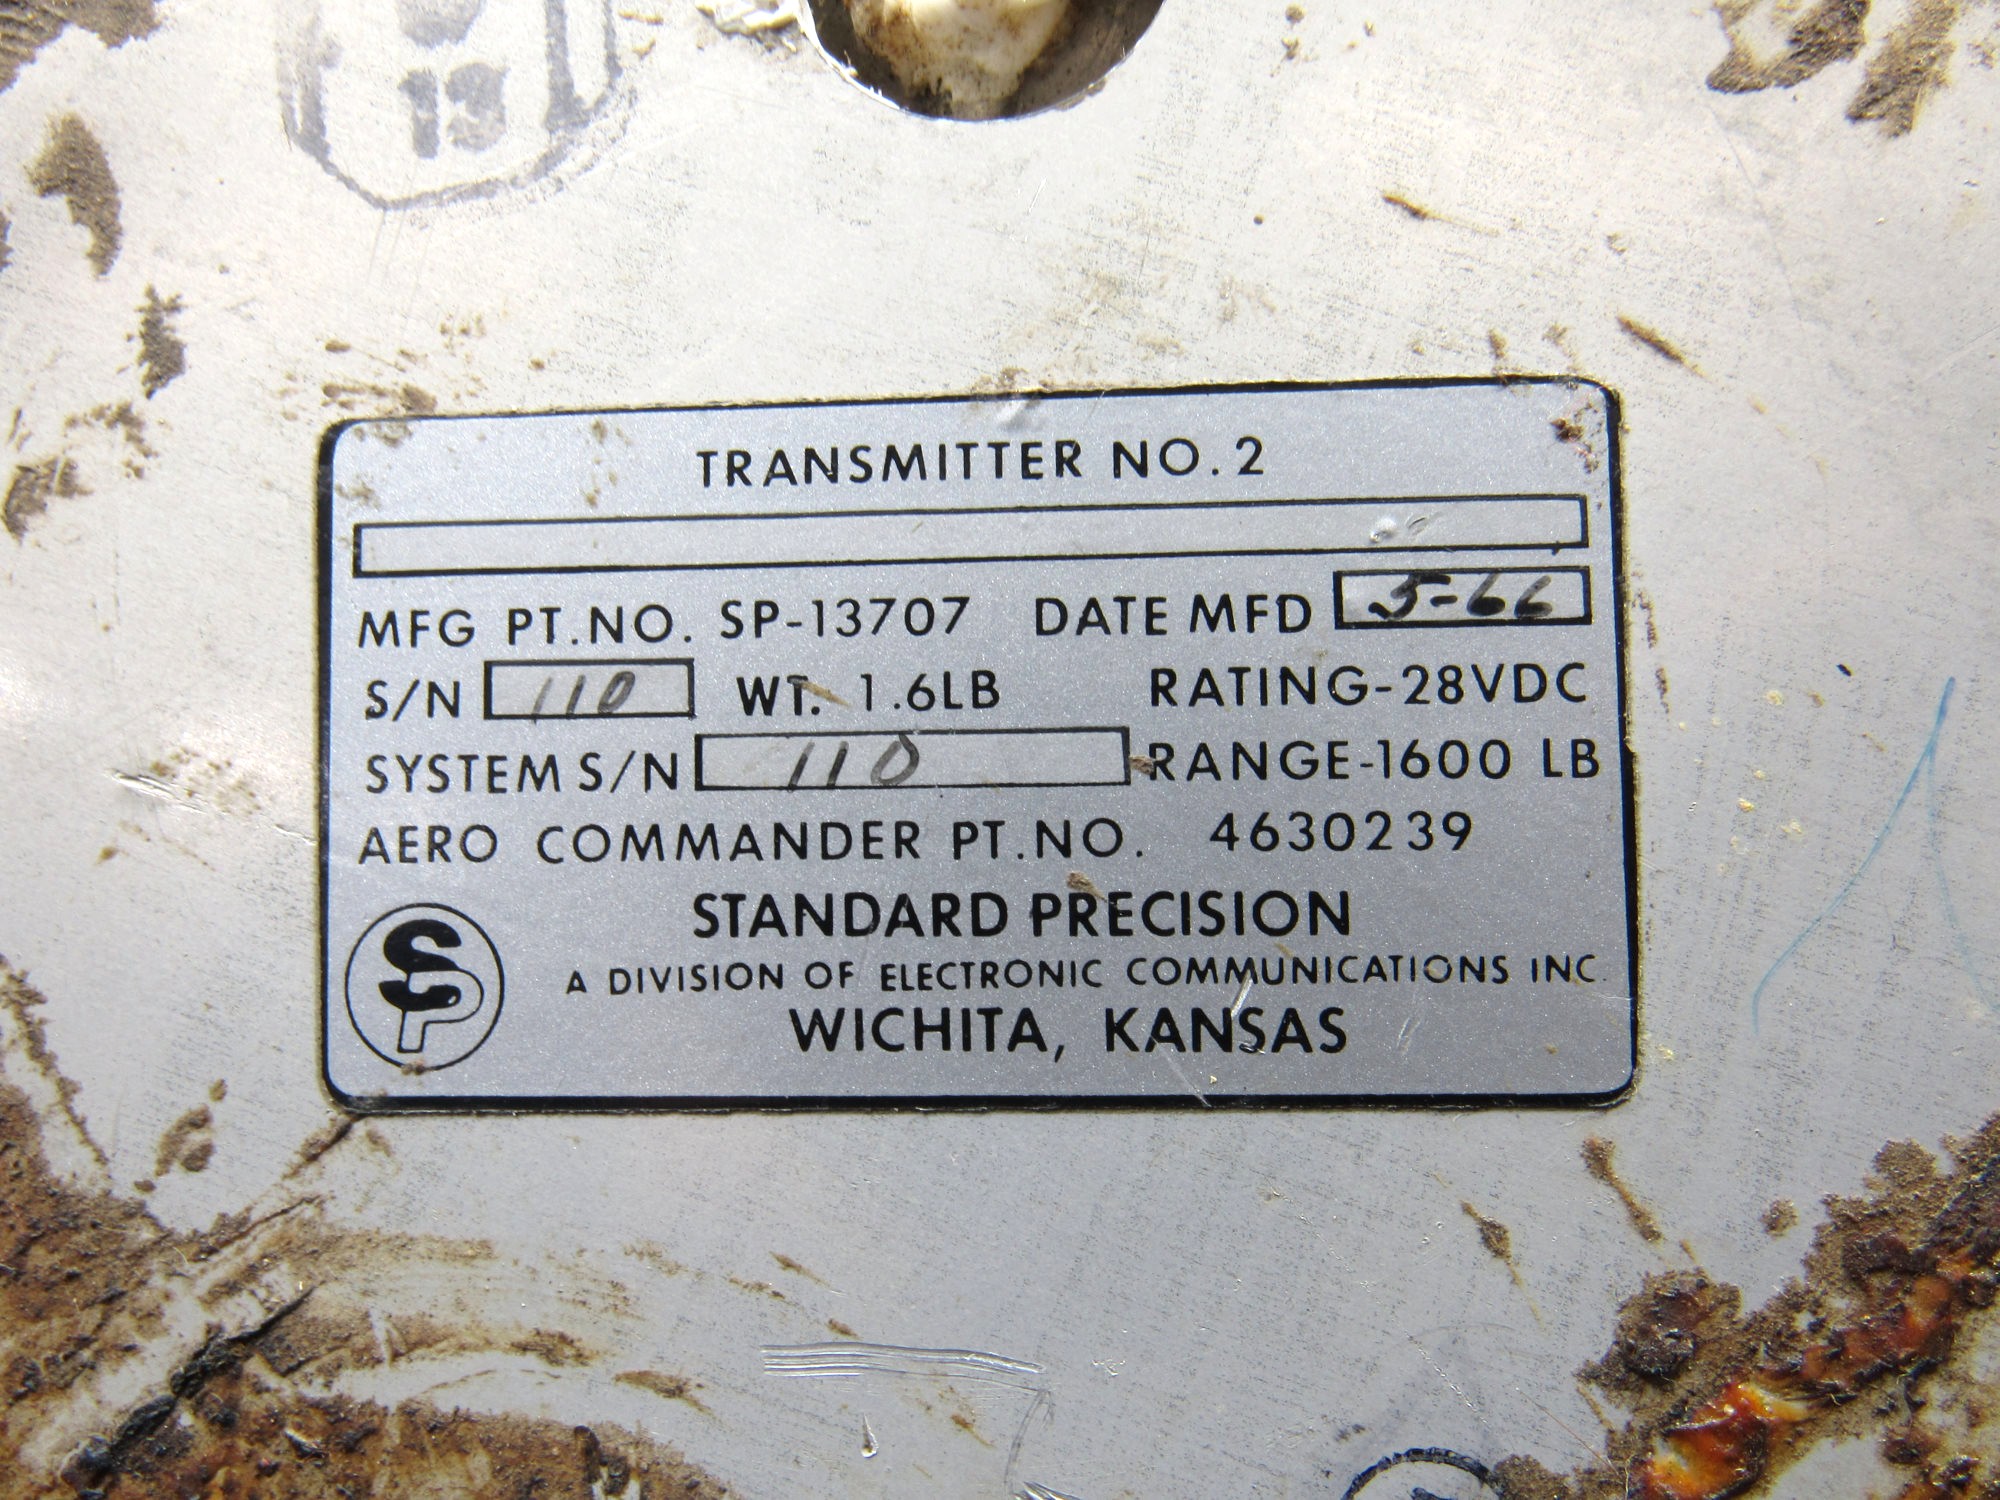 13
TRANSMITTER NO. 2
MFG PT. NO. SP-13707 DATE MFD 5-66
S/N 110 WT. 1.6LB RATING-28VDC
SYSTEM S/N 110 RANGE-1600 LB
AERO COMMANDER PT. NO. 4630239
SP
STANDARD PRECISION
A DIVISION OF ELECTRONIC COMMUNICATIONS INC.
WICHITA, KANSAS